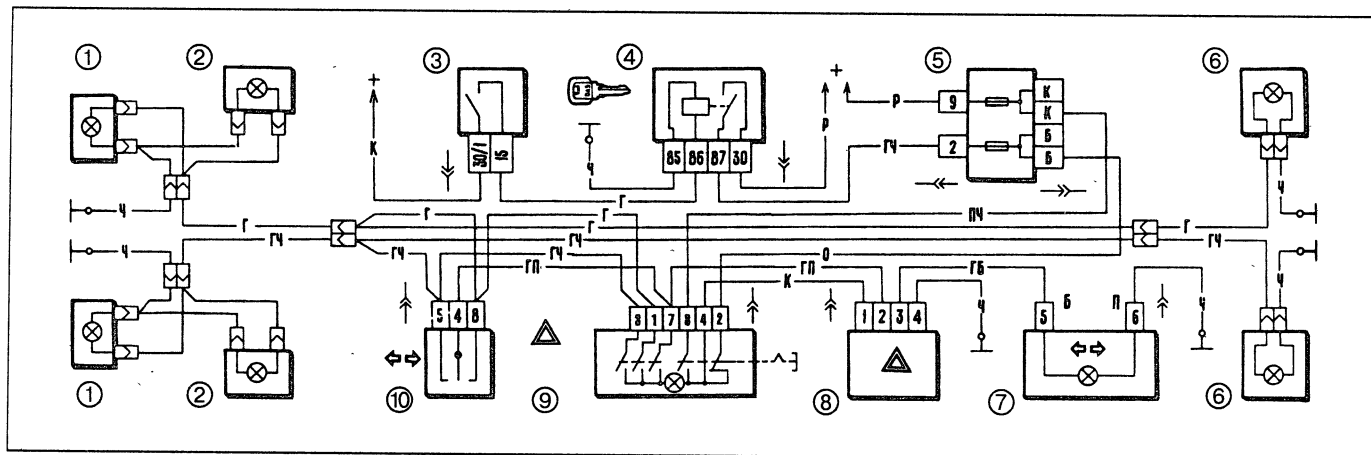 1 2 3 4 5 6
+ + К
К 30/1 15 Ч 85 86 87 30 Р Р 9 К
ГЧ 2 Б
Б
Ч Г Г Г ПЧ Ч
Г Г Г
Ч ГЧ ГЧ ГЧ ГЧ Ч
ГЧ ГП ГП О ГБ
К Ч Б П Ч Ч
5 4 8 3 1 7 8 4 2 1 2 3 4 5 6
1 2 10 9 8 7 6